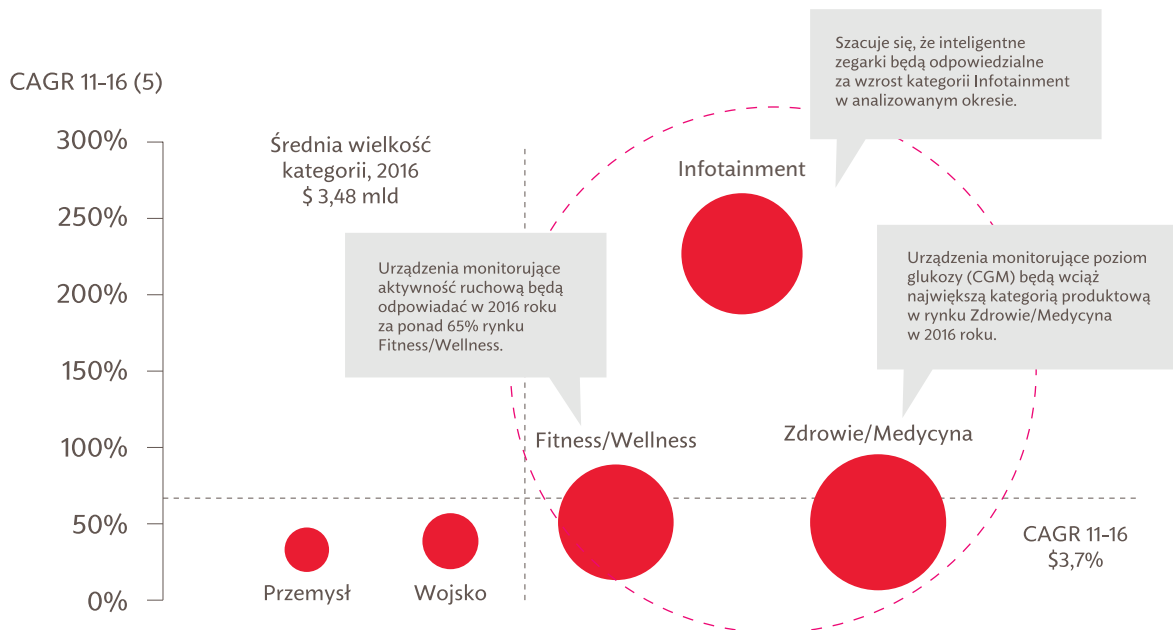 CAGR 11-16 (5)
300%
250%
200%
150%
100%
50%
0%
Średnia wielkość
kategorii, 2016
$ 3,48 mld
Szacuje się, że inteligentne
zegarki będą odpowiedzialne
za wzrost kategorii Infotainment
w analizowanym okresie.
Infotainment
Urządzenia monitorujące
aktywność ruchową będą
odpowiadać w 2016 roku
za ponad 65% rynku
Fitness/Wellness.
Urządzenia monitorujące poziom
glukozy (CGM) będą wciąż
największą kategorią produktową
w rynku Zdrowie/Medycyna
w 2016 roku.
Fitness/Wellness
Zdrowie/Medycyna
Przemysł
Wojsko
CAGR 11-16
$3,7%